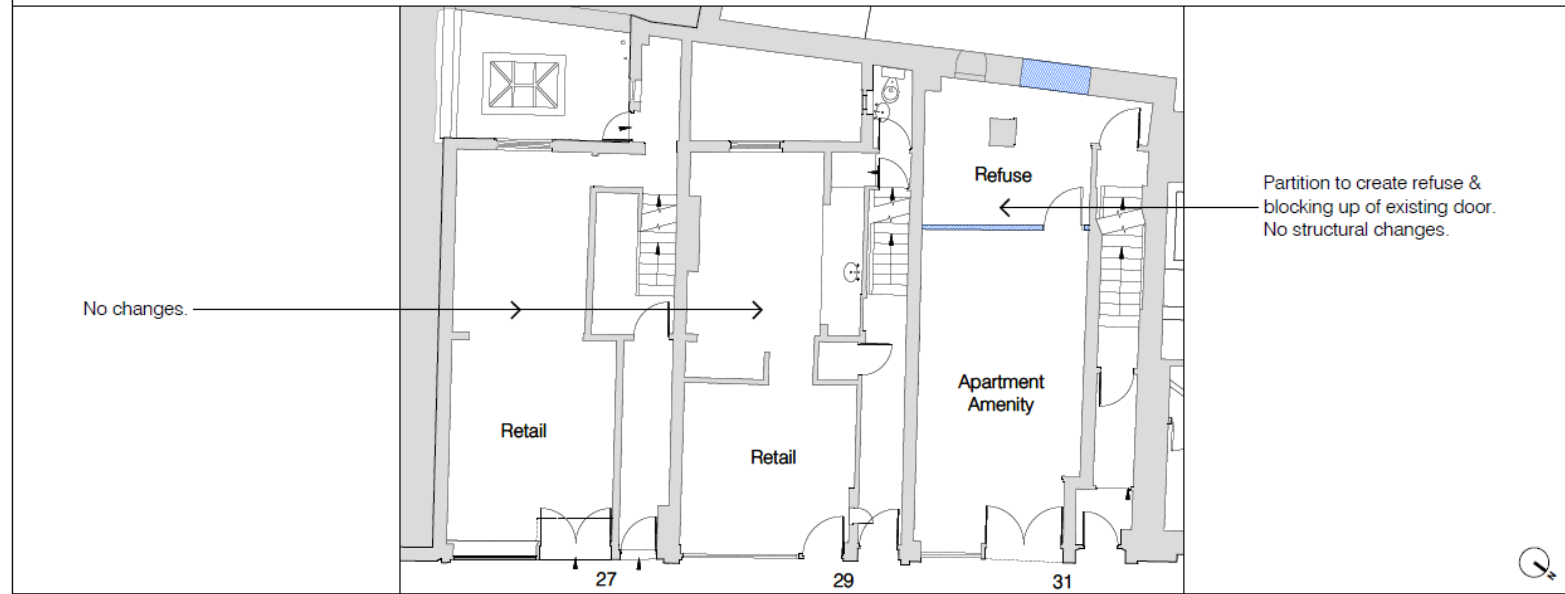 Refuse
Partition to create refuse &
blocking up of existing door.
No structural changes.
No changes.
Apartment
Amenity
Retail
Retail
27
29
31
N